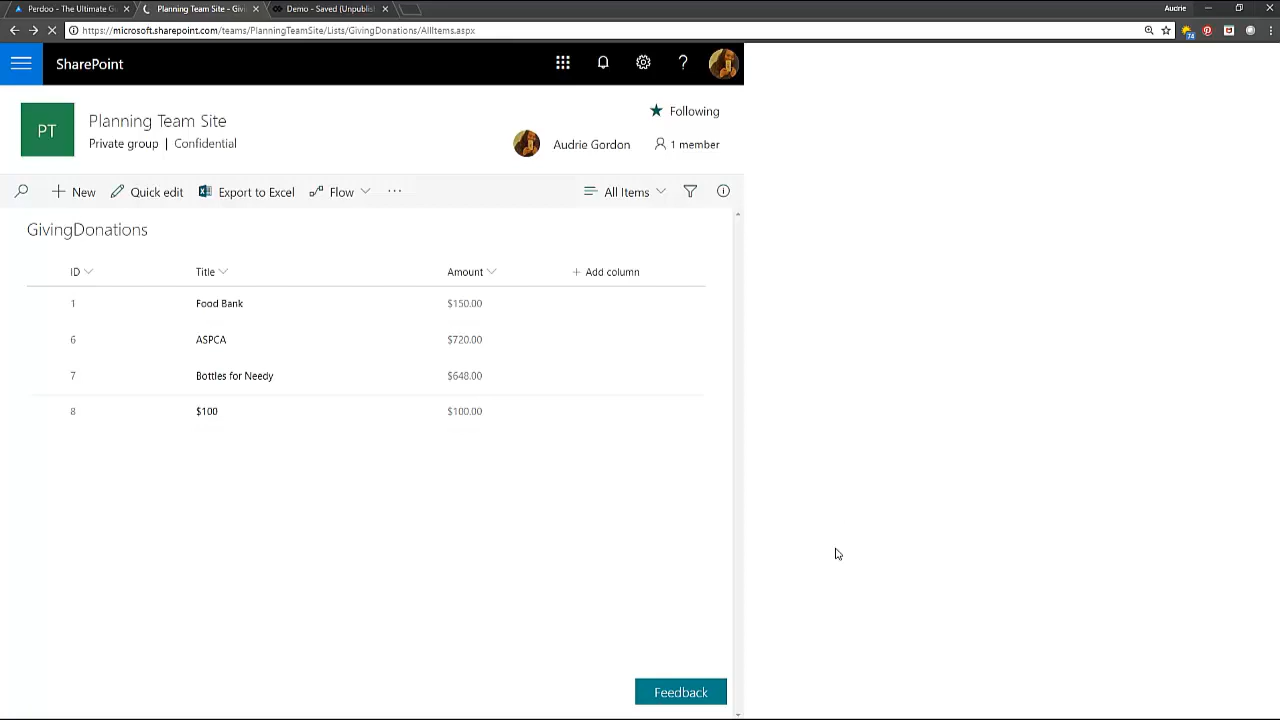 Perdoo - The Ultimate G
Planning Team Site - Givi
Demo - Saved (Unpublis
Audrie
https://microsoft.sharepoint.com/teams/PlanningTeamSite/Lists/GivingDonations/AllItems.aspx
74
SharePoint
?
PT
Planning Team Site
Private group | Confidential
Following
Audrie Gordon
1 member
+ New Quick edit Export to Excel Flow ... All Items
GivingDonations
ID Title Amount + Add column
1 Food Bank $150.00
6 ASPCA $720.00
7 Bottles for Needy $648.00
8 $100 $100.00
Feedback